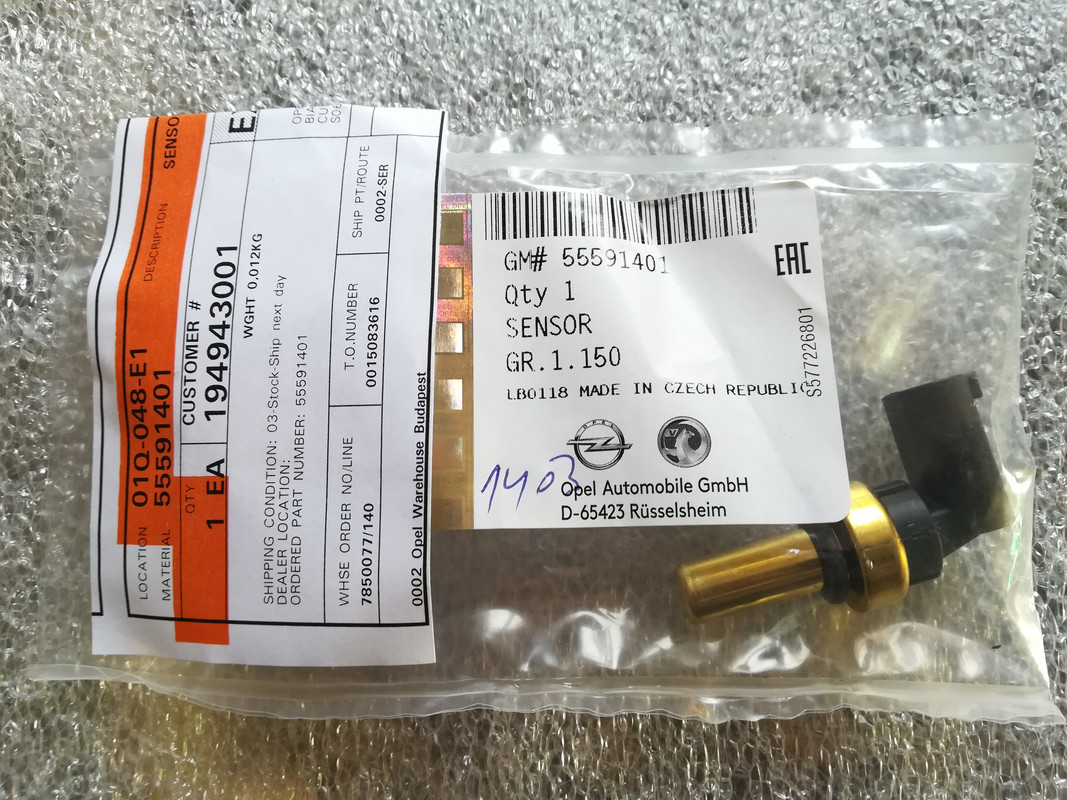 LOCATION 01Q-048-E1
MATERIAL 55591401
DESCRIPTION SENSO
QTY
1 EA
CUSTOMER #
194943001
WGHT 0,012KG
SHIPPING CONDITION: 03-Stock-Ship next day
DEALER LOCATION:
ORDERED PART NUMBER: 55591401
WHSE ORDER NO/LINE
7850077/140
T.O.NUMBER
0015083616
SHIP PT/ROUTE
0002-SER
0002 Opel Warehouse Budapest
GM# 55591401
Qty 1
SENSOR
GR.1.150
LB0118 MADE IN CZECH REPUBLIC
EAC
S577226801
OPEL
1403
Opel Automobile GmbH
D-65423 Rüsselsheim